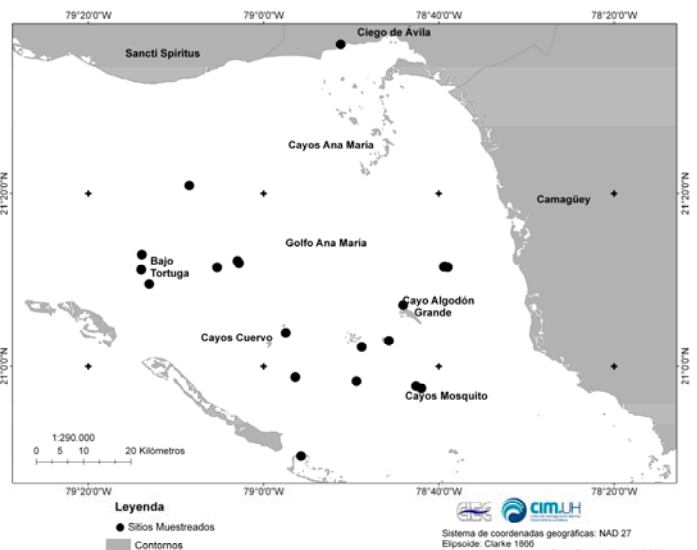 79°20'0"W 79°0'0"W 78°40'0"W 78°20'0"W
Ciego de Ávila
Sancti Spiritus
Cayos Ana María
21°20'0"N
21°20'0"N
Camagüey
Golfo Ana María
Bajo
Tortuga
Cayo Algodón
Grande
Cayos Cuervo
21°0'0"N
21°0'0"N
Cayos Mosquito
1:290.000
0 5 10 20 Kilómetros
79°20'0"W 79°0'0"W 78°40'0"W 78°20'0"W
Leyenda
Sitios Muestreados
Contornos
CIEC
CIM.UH
Sistema de coordenadas geográficas: NAD 27
Elipsoide: Clarke 1866